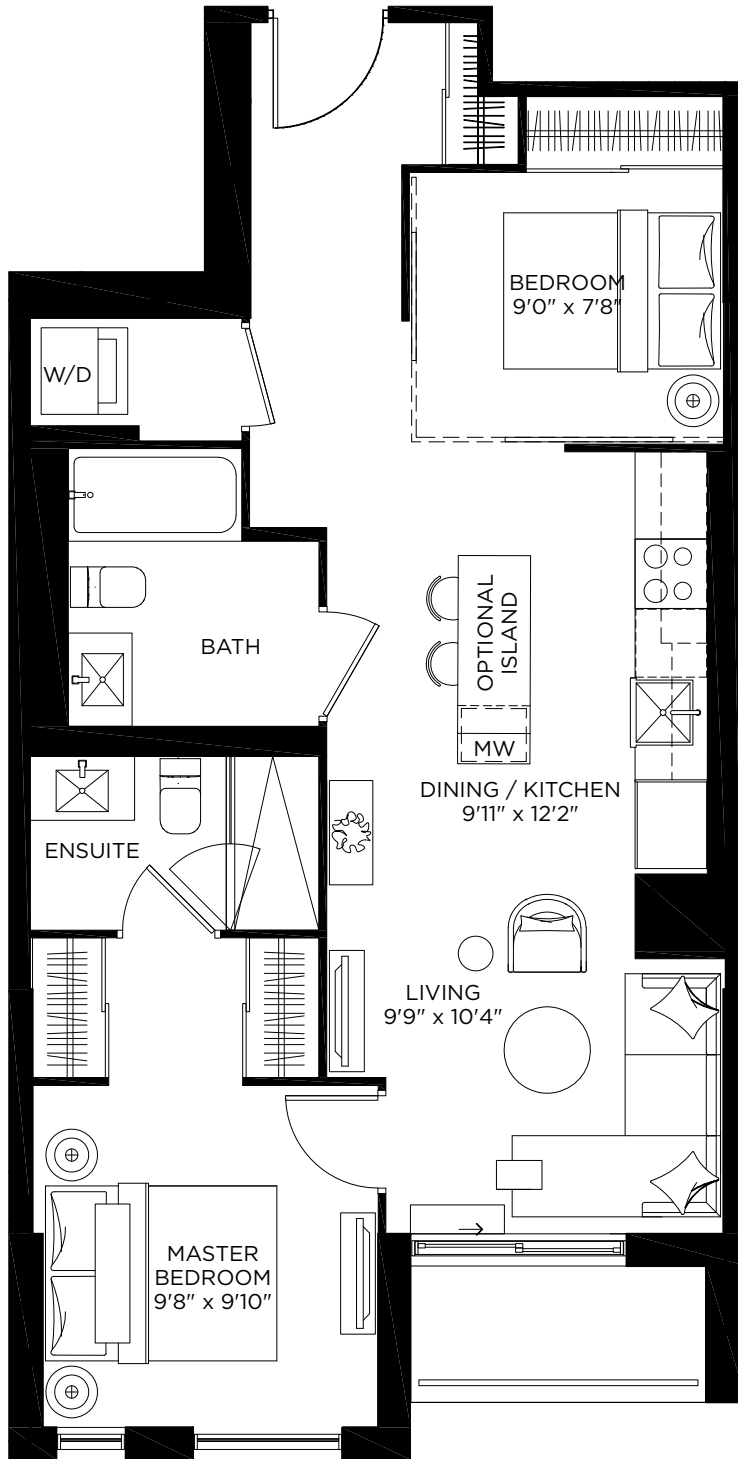 BEDROOM
9'0" x 7'8"
W/D
OPTIONAL
ISLAND
BATH
MW
DINING / KITCHEN
9'11" x 12'2"
ENSUITE
LIVING
9'9" x 10'4"
MASTER
BEDROOM
9'8" x 9'10"